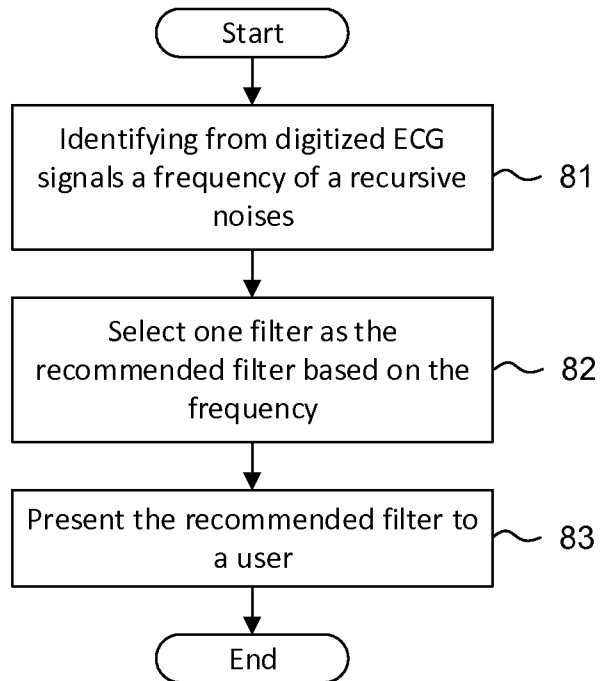 Start
Identifying from digitized ECG
signals a frequency of a recursive
noises
81
Select one filter as the
recommended filter based on the
frequency
82
Present the recommended filter to
a user
83
End